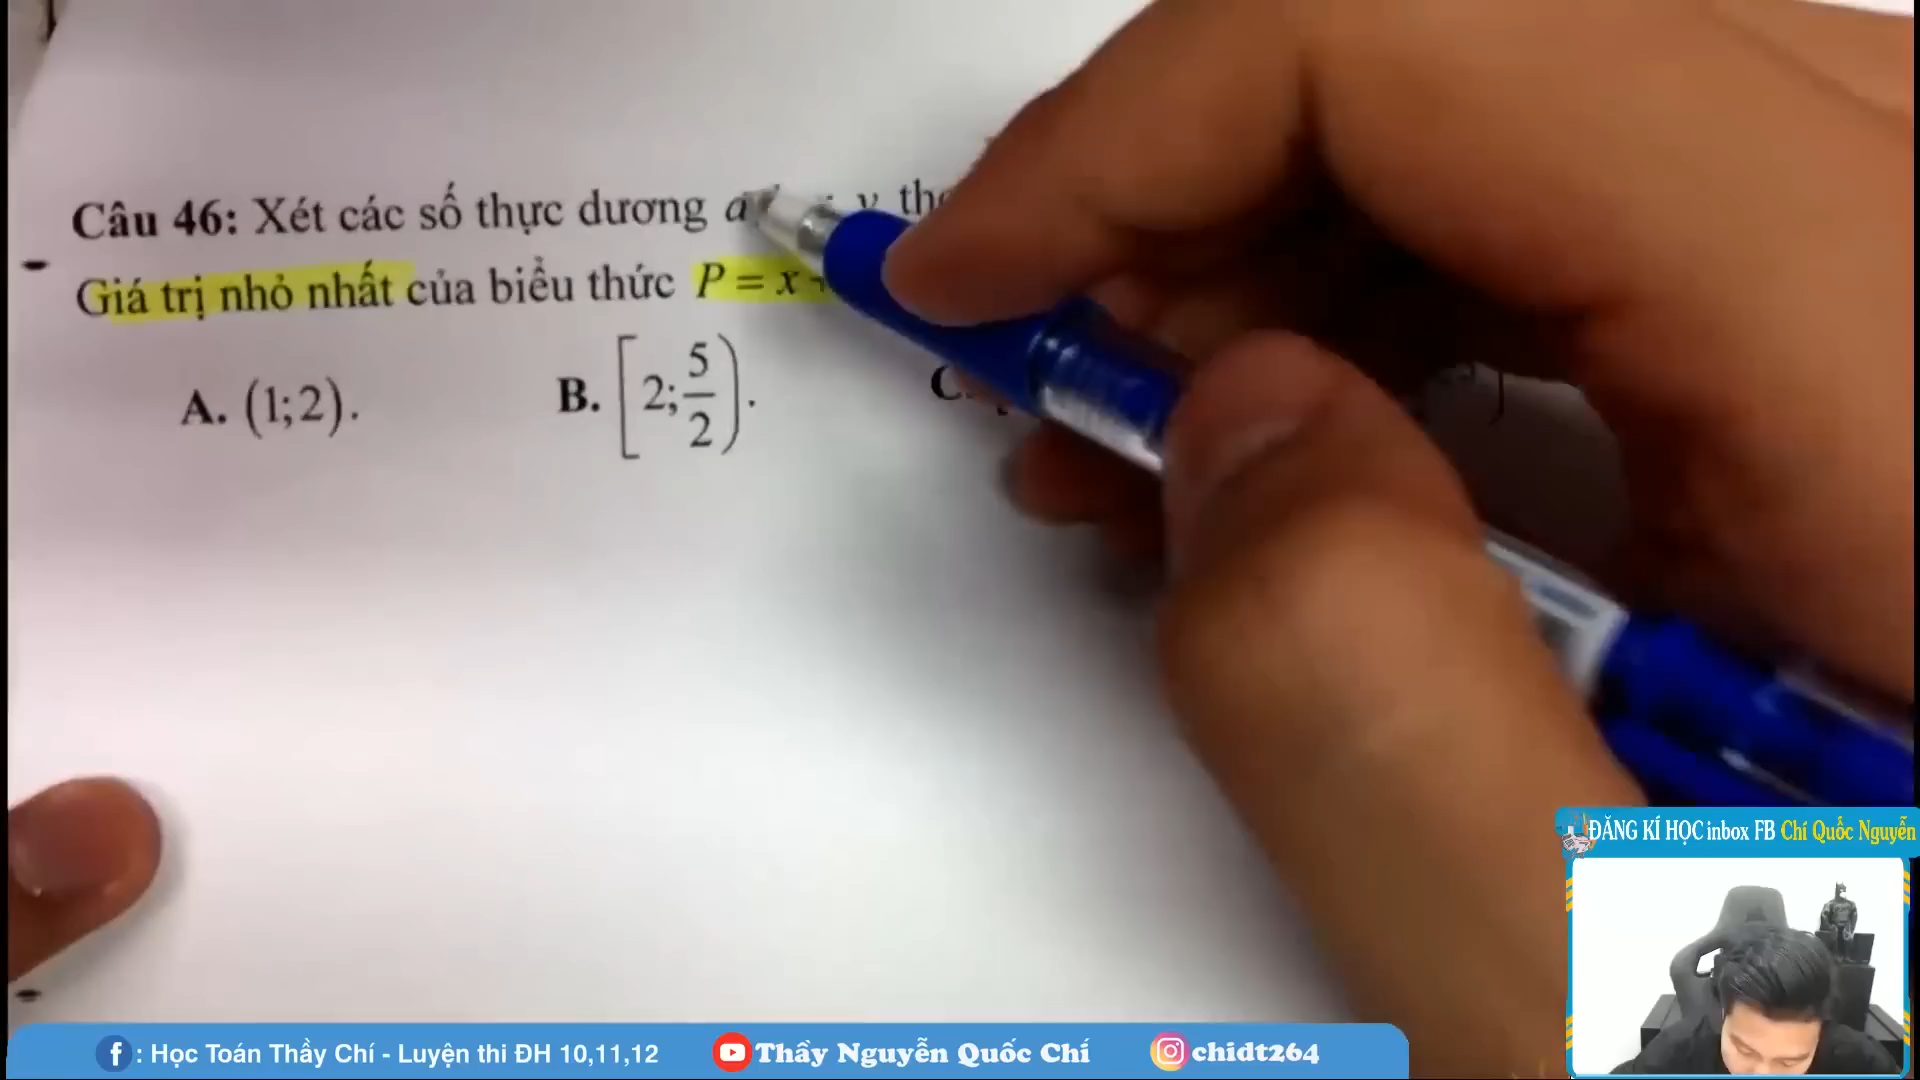 Câu 46: Xét các số thực dương a y th
Giá trị nhỏ nhất của biểu thức P = x
A. (1;2). B. [2; 5/2). C.
ĐĂNG KÍ HỌC inbox FB Chí Quốc Nguyễn
f : Học Toán Thầy Chí - Luyện thi ĐH 10,11,12 Thầy Nguyễn Quốc Chí chidt264